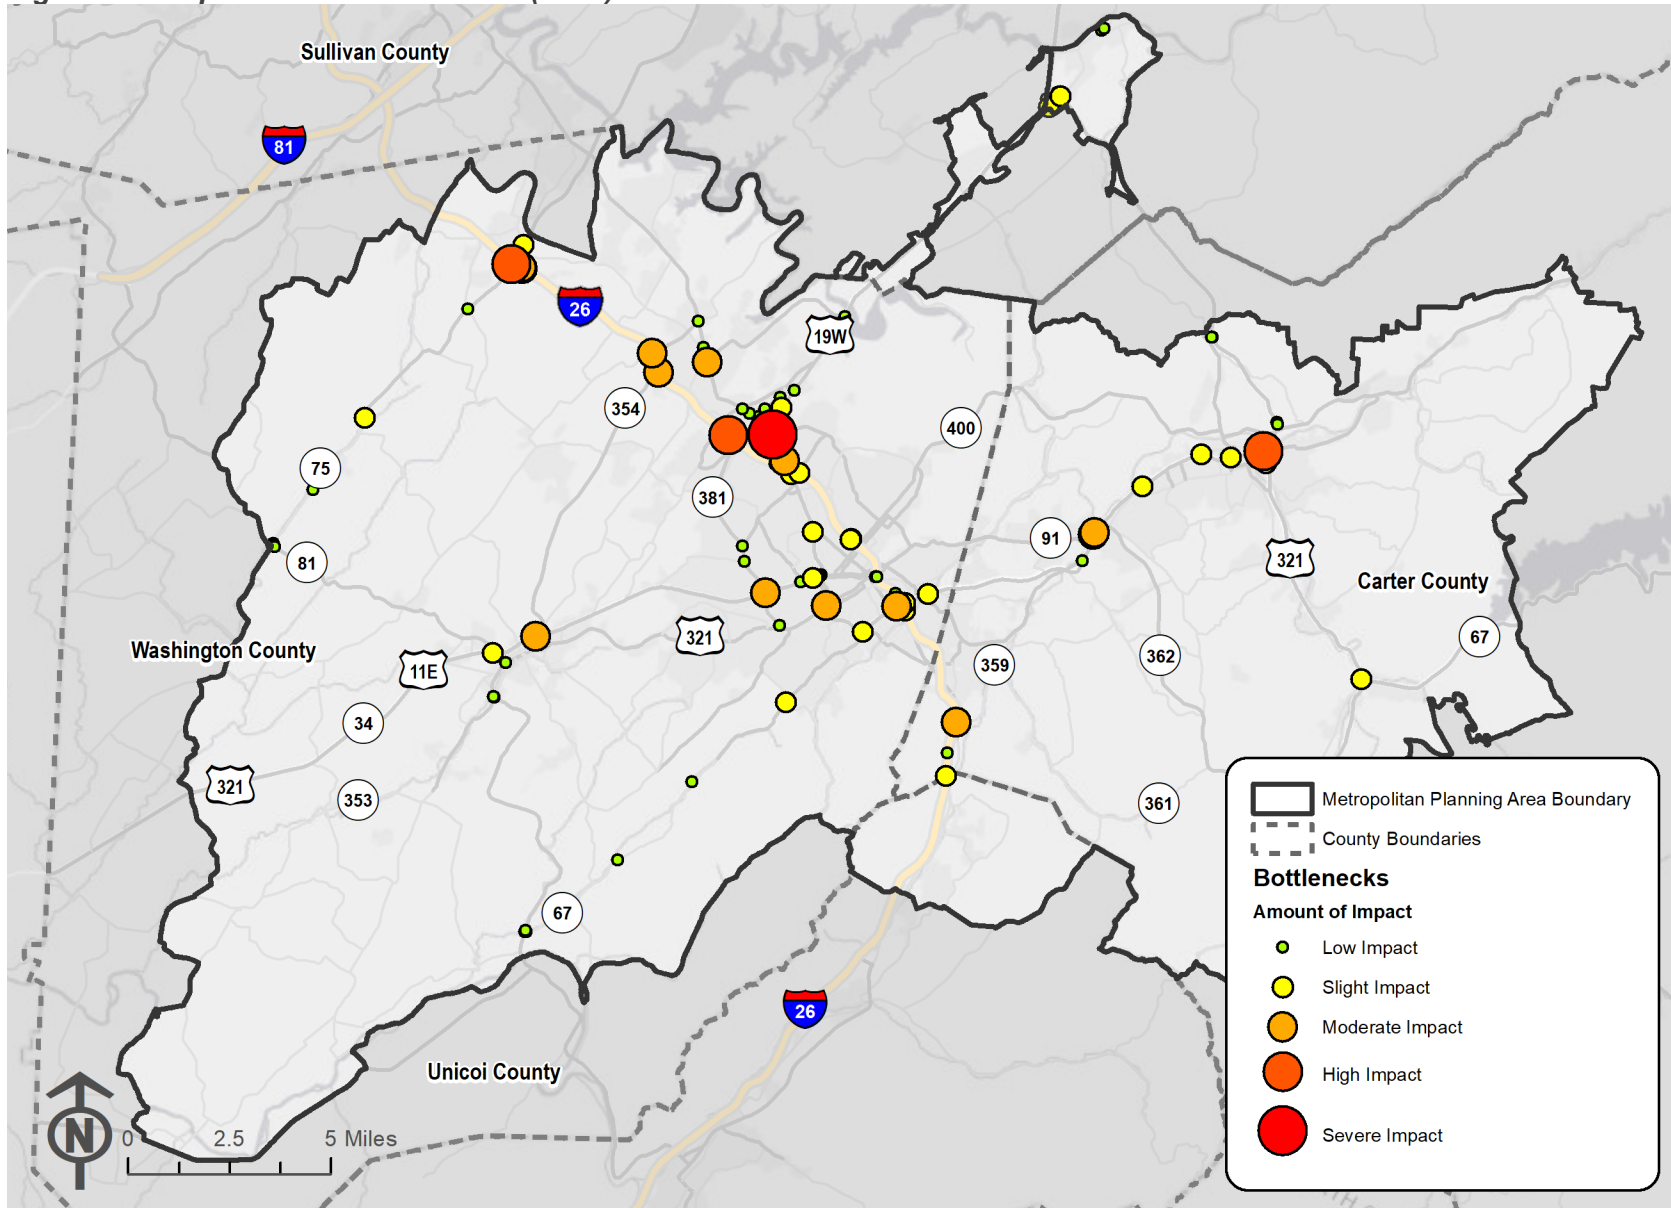 Sullivan County
81
26
19W
354
400
75
381
91
81
321
Carter County
Washington County
321
67
11E
359
362
34
321
353
361
67
26
Unicoi County
N
0 2.5 5 Miles
Metropolitan Planning Area Boundary
County Boundaries
Bottlenecks
Amount of Impact
Low Impact
Slight Impact
Moderate Impact
High Impact
Severe Impact